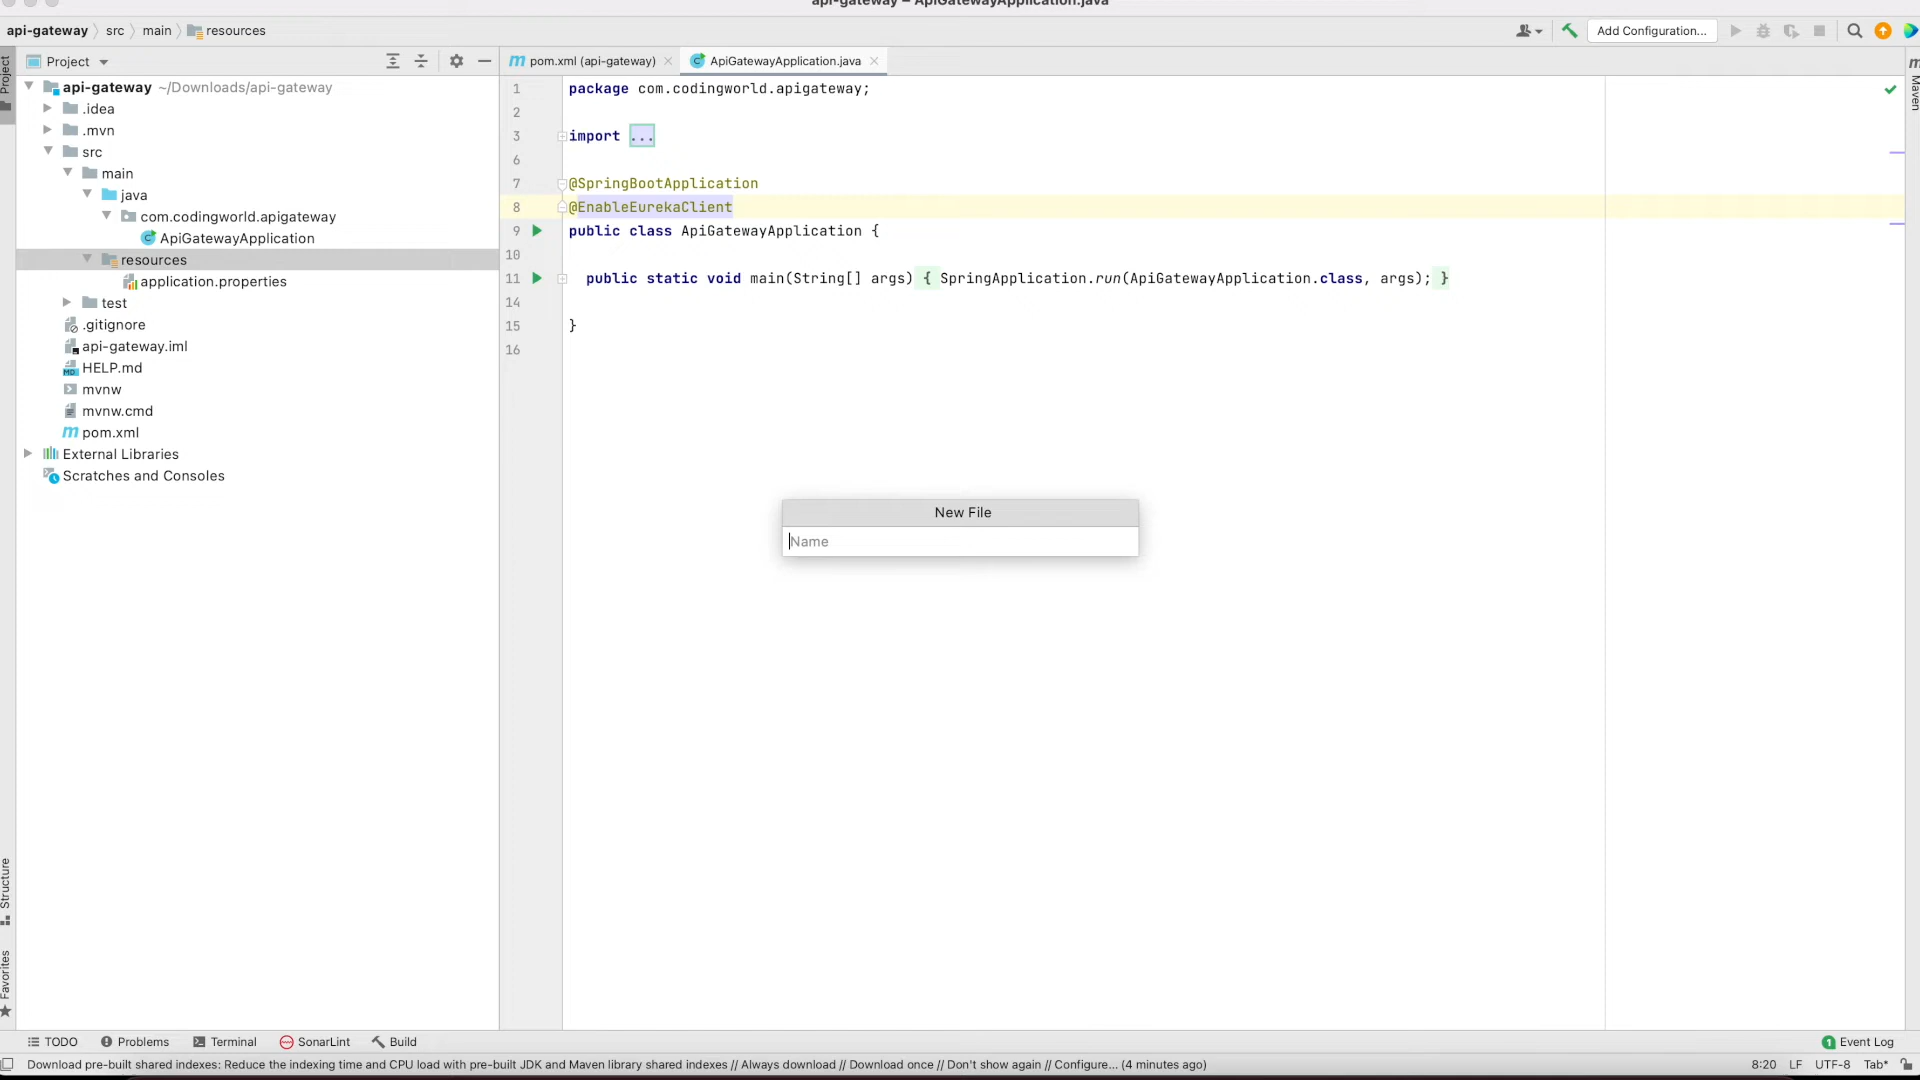 api-gateway – ApiGatewayApplication.java
api-gateway src main resources
Add Configuration...
Project
pom.xml (api-gateway)
ApiGatewayApplication.java
Project
Maven
api-gateway ~/Downloads/api-gateway
.idea
.mvn
src
main
java
com.codingworld.apigateway
ApiGatewayApplication
resources
application.properties
test
.gitignore
api-gateway.iml
HELP.md
mvnw
mvnw.cmd
pom.xml
External Libraries
Scratches and Consoles
1 package com.codingworld.apigateway;
2
3 import ...
6
7 @SpringBootApplication
8 @EnableEurekaClient
9 public class ApiGatewayApplication {
10
11 public static void main(String[] args) { SpringApplication.run(ApiGatewayApplication.class, args); }
14
15 }
16
New File
Name
Structure
Favorites
TODO Problems Terminal SonarLint Build
1 Event Log
Download pre-built shared indexes: Reduce the indexing time and CPU load with pre-built JDK and Maven library shared indexes // Always download // Download once // Don't show again // Configure... (4 minutes ago)
8:20 LF UTF-8 Tab*